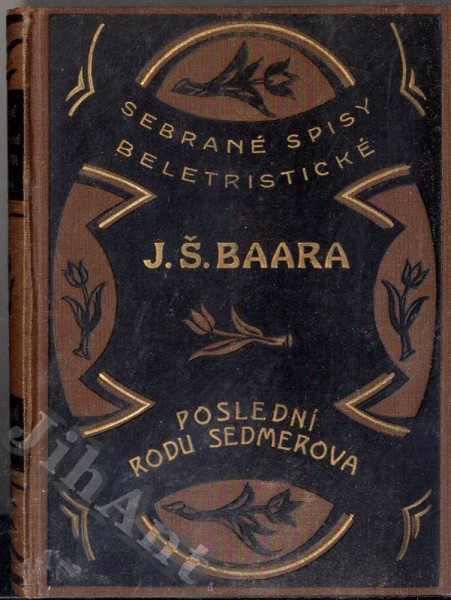 SEBRANÉ SPISY
BELETRISTICKÉ
J. Š. BAARA
POSLEDNÍ
RODU SEDMEROVA
JihAnt